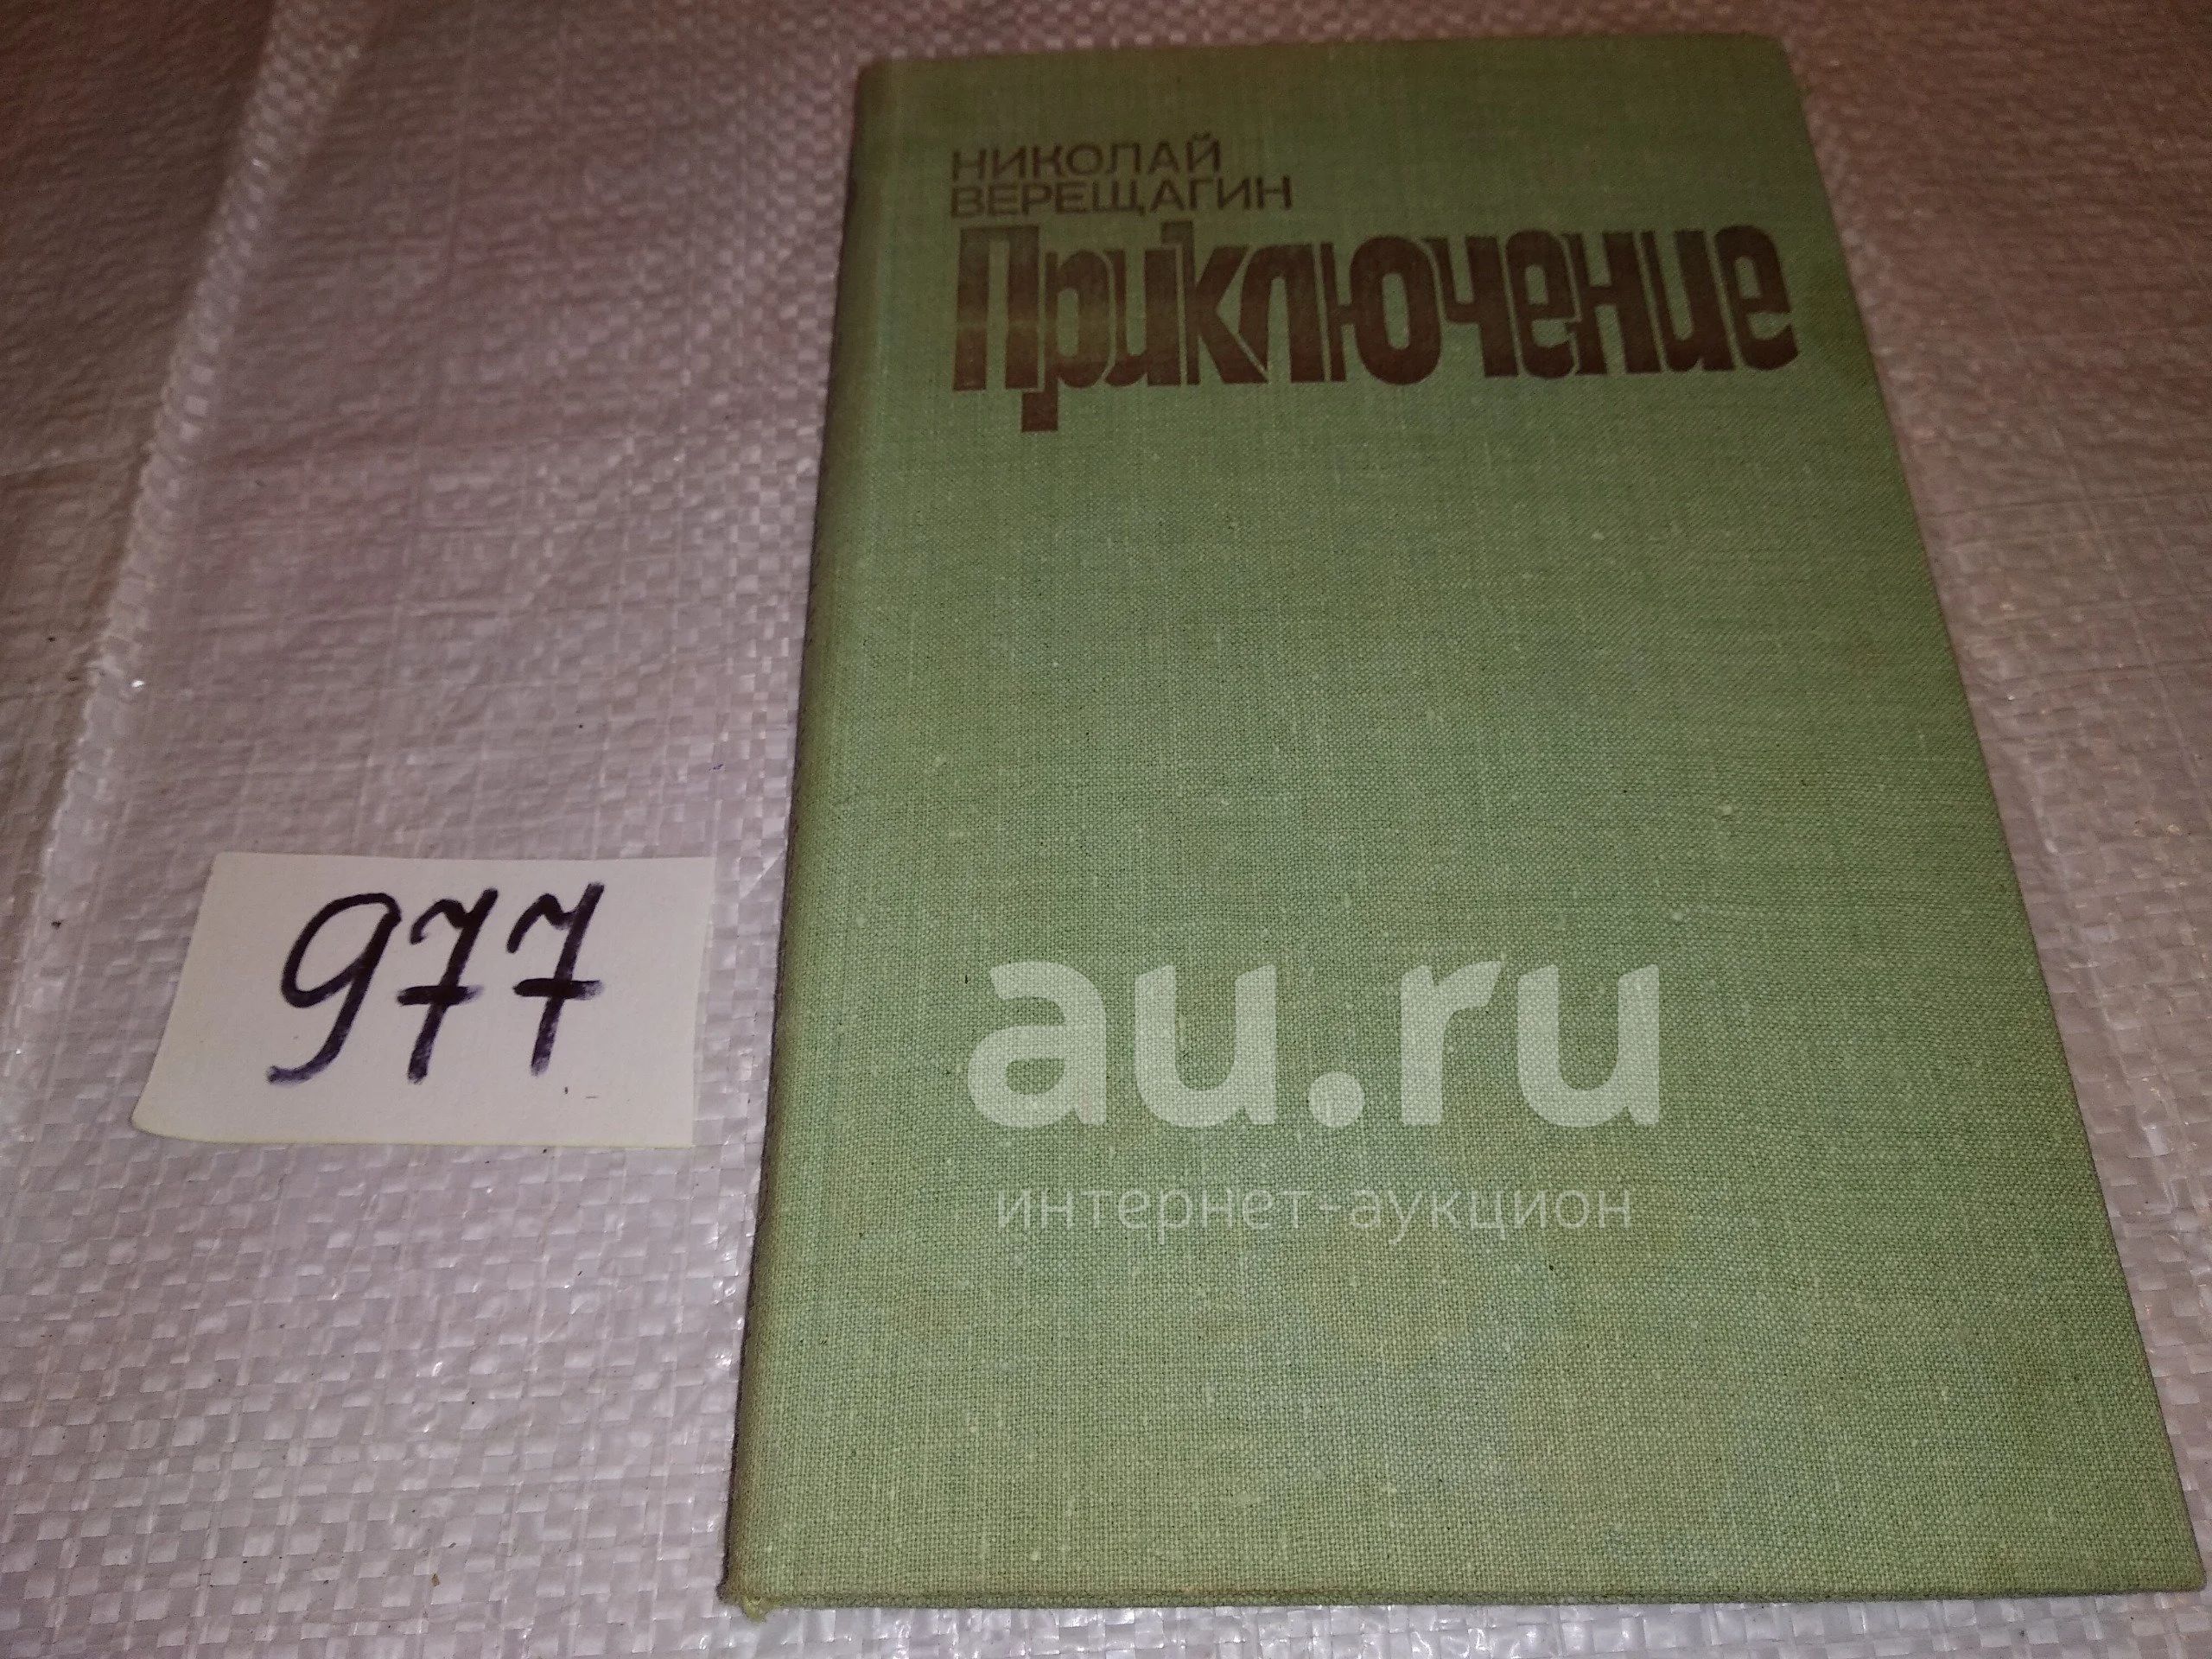 НИКОЛАЙ
ВЕРЕЩАГИН
Приключение
977
au.ru
интернет-аукцион